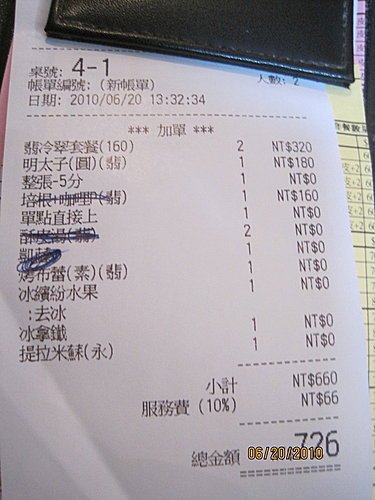 桌號: 4-1
帳單編號: (新帳單) 人數: 2
日期: 2010/06/20 13:32:34
*** 加單 ***
翡冷翠套餐(160) 2 NT$320
明太子(圓)(翡) 1 NT$180
整張-5分 1 NT$0
培根+咖哩(翡) 1 NT$160
單點直接上 1 NT$0
酥皮湯(翡) 2 NT$0
凱 1 NT$0
烤布蕾(素)(翡) 1 NT$0
冰繽紛水果 1 NT$0
:去冰
冰拿鐵 1 NT$0
提拉米蘇(永) 1 NT$0
小計 NT$660
服務費 (10%) NT$66
總金額 726
06/20/2010